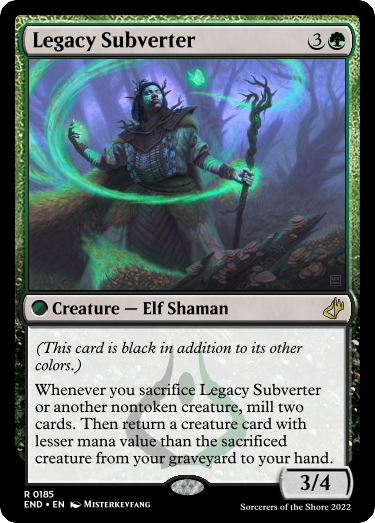 Legacy Subverter 3
Creature — Elf Shaman
(This card is black in addition to its other
colors.)
Whenever you sacrifice Legacy Subverter
or another nontoken creature, mill two
cards. Then return a creature card with
lesser mana value than the sacrificed
creature from your graveyard to your hand.
3/4
R 0185
END • EN MISTERKEYFANG
Sorcerers of the Shore 2022